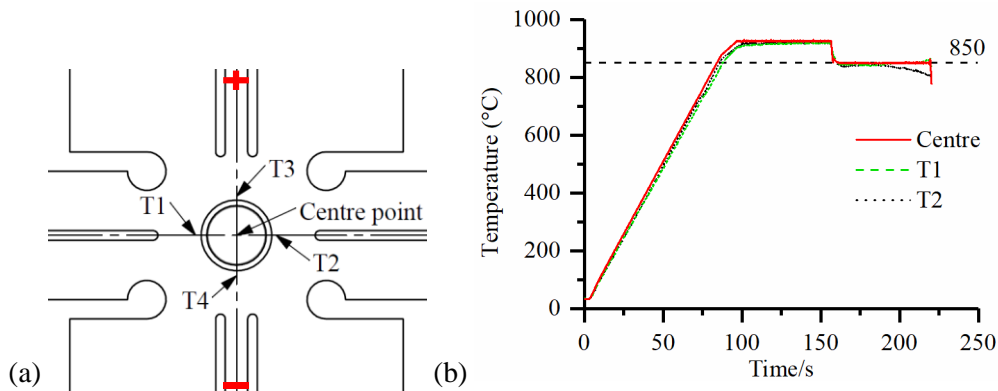 (a)
T1
T3
Centre point
T2
T4
(b)
Temperature (°C)
1000
800
600
400
200
0
850
Centre
T1
T2
0 50 100 150 200 250
Time/s